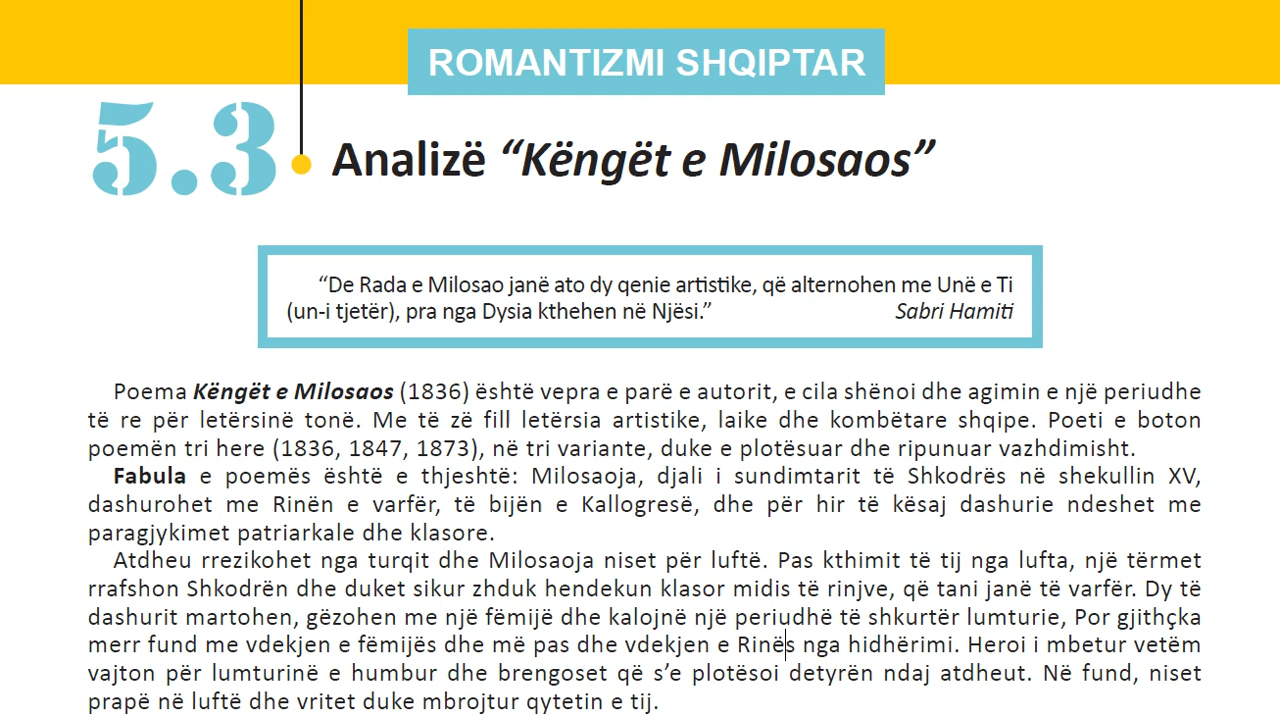 ROMANTIZMI SHQIPTAR
5.3
Analizë “Këngët e Milosaos”
“De Rada e Milosao janë ato dy qenie artistike, që alternohen me Unë e Ti
(un-i tjetër), pra nga Dysia kthehen në Njësi.” Sabri Hamiti
Poema Këngët e Milosaos (1836) është vepra e parë e autorit, e cila shënoi dhe agimin e një periudhe
të re për letërsinë tonë. Me të zë fill letërsia artistike, laike dhe kombëtare shqipe. Poeti e boton
poemën tri here (1836, 1847, 1873), në tri variante, duke e plotësuar dhe ripunuar vazhdimisht.
Fabula e poemës është e thjeshtë: Milosaoja, djali i sundimtarit të Shkodrës në shekullin XV,
dashurohet me Rinën e varfër, të bijën e Kallogresë, dhe për hir të kësaj dashurie ndeshet me
paragjykimet patriarkale dhe klasore.
Atdheu rrezikohet nga turqit dhe Milosaoja niset për luftë. Pas kthimit të tij nga lufta, një tërmet
rrafshon Shkodrën dhe duket sikur zhduk hendekun klasor midis të rinjve, që tani janë të varfër. Dy të
dashurit martohen, gëzohen me një fëmijë dhe kalojnë një periudhë të shkurtër lumturie, Por gjithçka
merr fund me vdekjen e fëmijës dhe më pas dhe vdekjen e Rinës nga hidhërimi. Heroi i mbetur vetëm
vajton për lumturinë e humbur dhe brengoset që s’e plotësoi detyrën ndaj atdheut. Në fund, niset
prapë në luftë dhe vritet duke mbrojtur qytetin e tij.